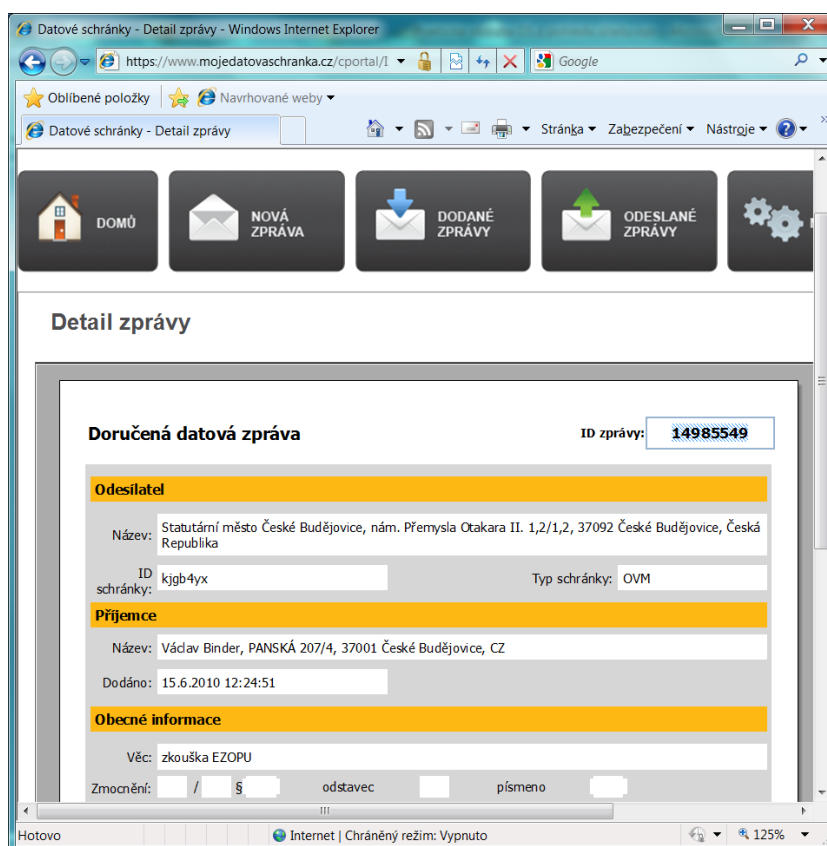 Datové schránky - Detail zprávy - Windows Internet Explorer
https://www.mojedatovaschranka.cz/cportal/I
Google
Oblíbené položky Navrhované weby
Datové schránky - Detail zprávy Stránka Zabezpečení Nástroje »
DOMŮ
NOVÁ
ZPRÁVA
DODANÉ
ZPRÁVY
ODESLANÉ
ZPRÁVY
Detail zprávy
Doručená datová zpráva ID zprávy: 14985549
Odesílatel
Název: Statutární město České Budějovice, nám. Přemysla Otakara II. 1,2/1,2, 37092 České Budějovice, Česká
Republika
ID
schránky: kjgb4yx Typ schránky: OVM
Příjemce
Název: Václav Binder, PANSKÁ 207/4, 37001 České Budějovice, CZ
Dodáno: 15.6.2010 12:24:51
Obecné informace
Věc: zkouška EZOPU
Zmocnění: / § odstavec písmeno
Hotovo Internet | Chráněný režim: Vypnuto 125%